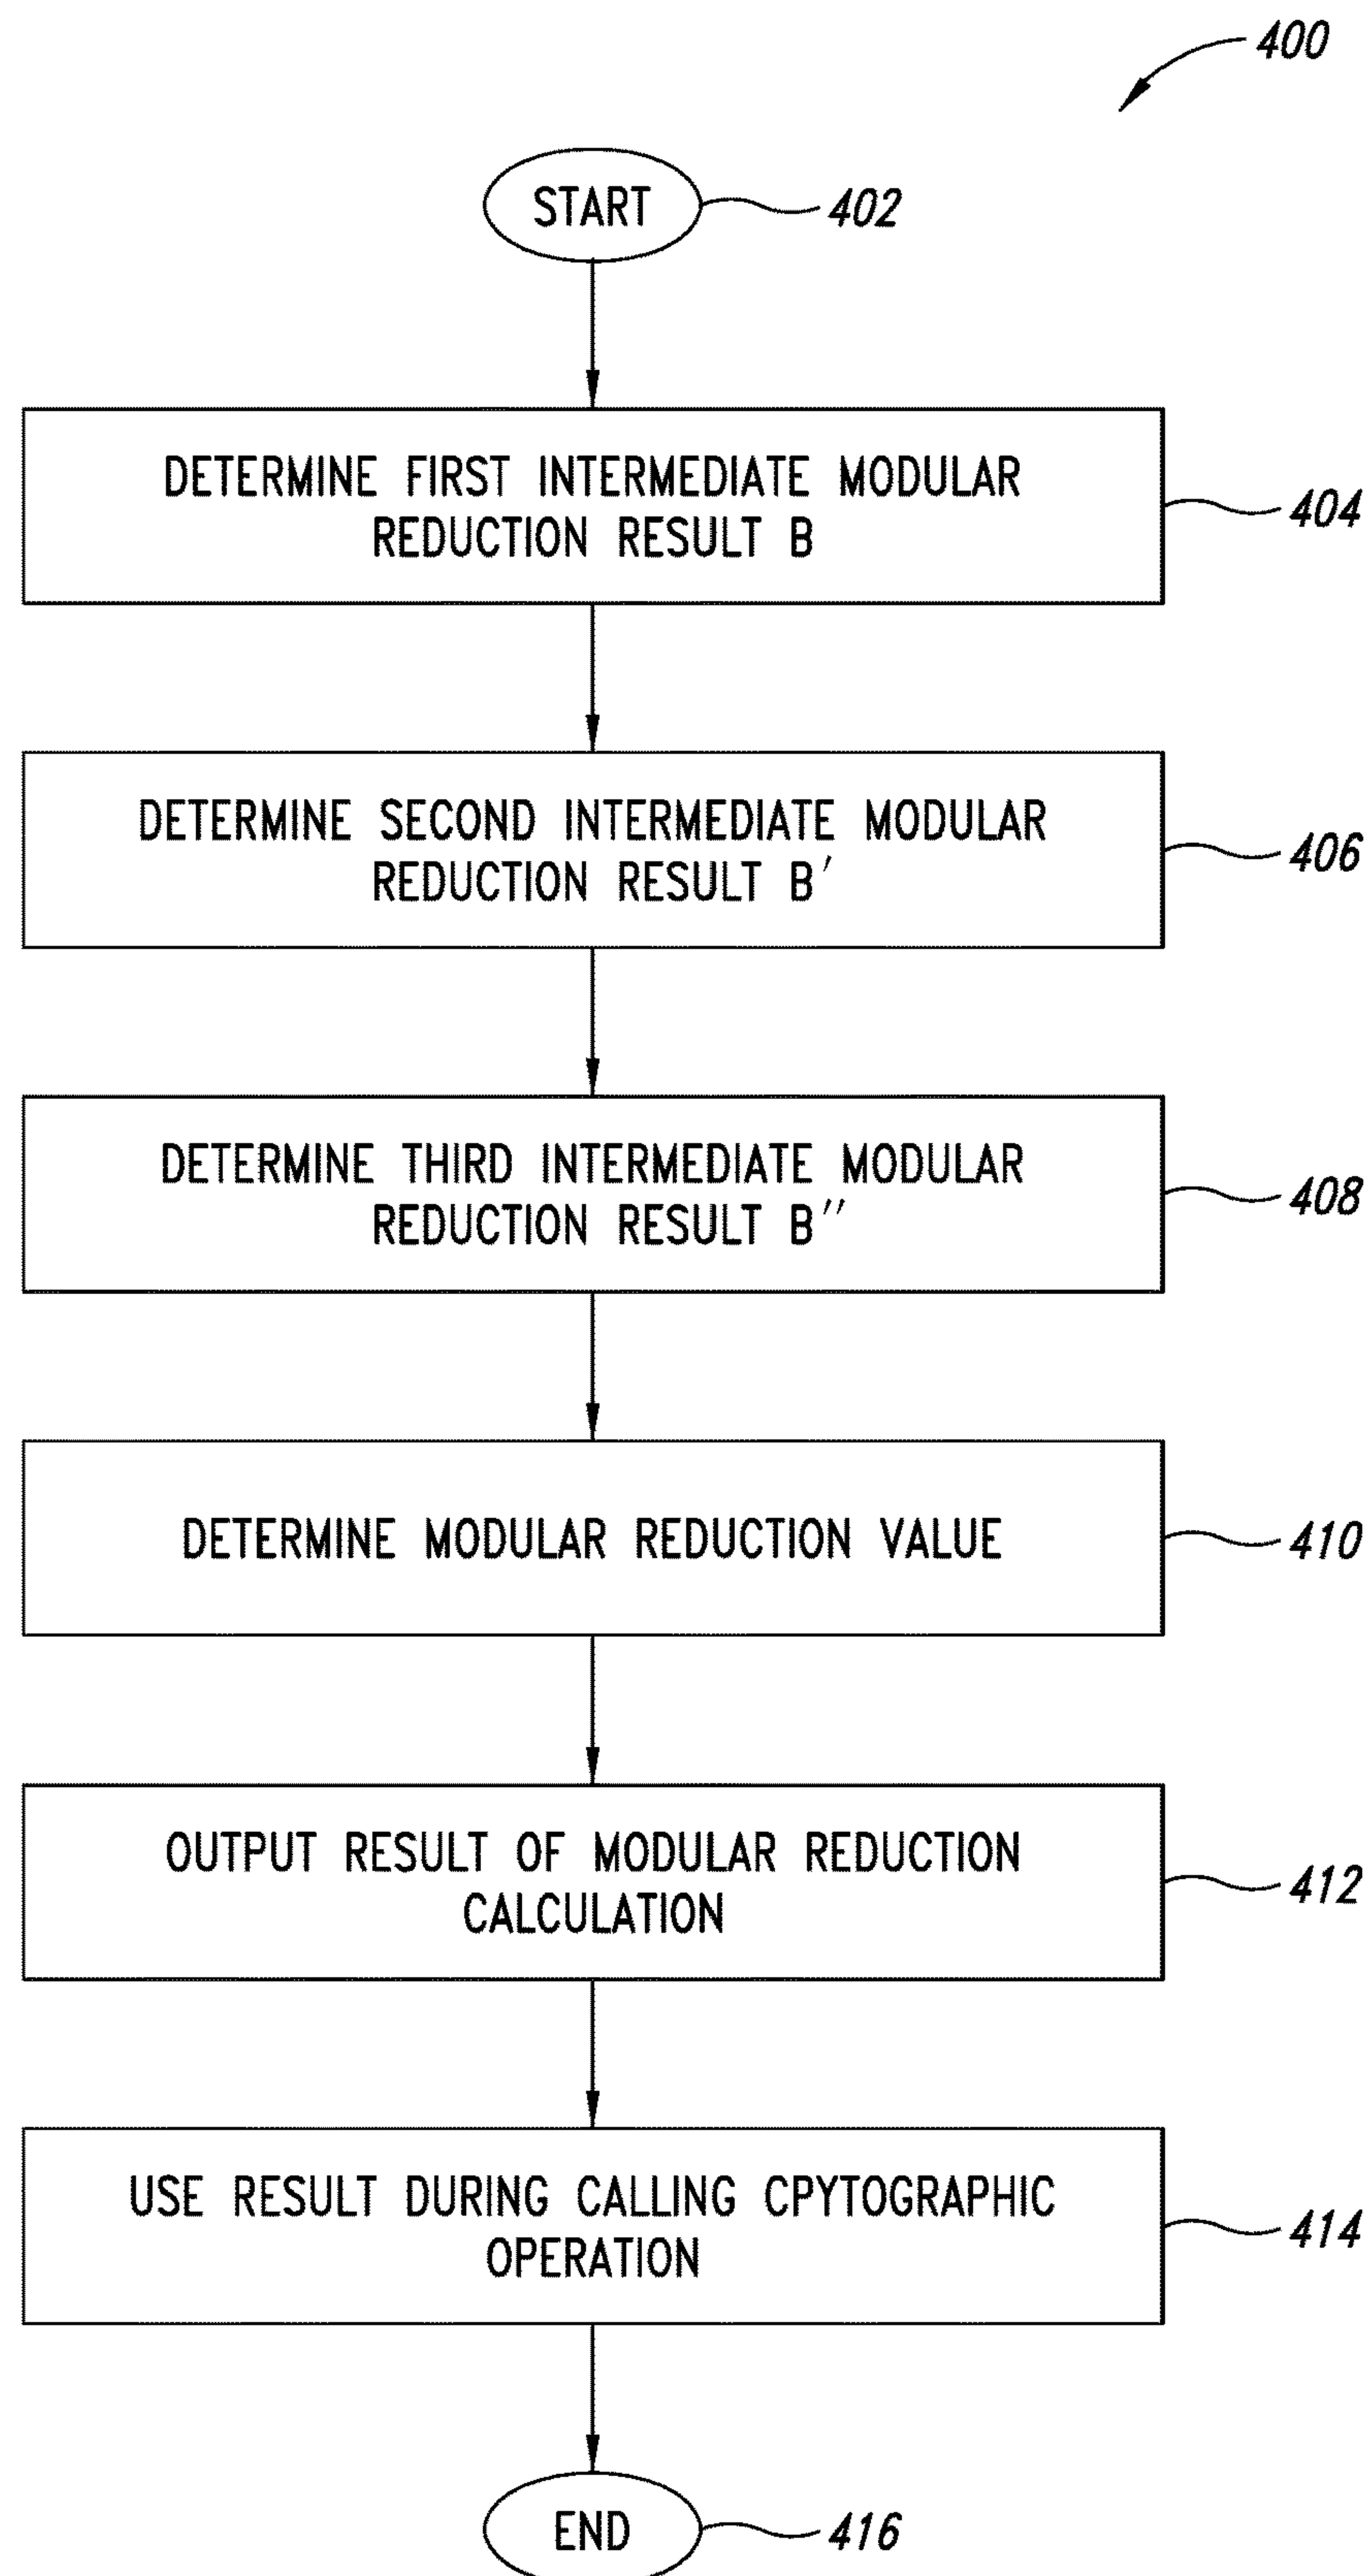 400
START
402
DETERMINE FIRST INTERMEDIATE MODULAR
REDUCTION RESULT B
404
DETERMINE SECOND INTERMEDIATE MODULAR
REDUCTION RESULT B′
406
DETERMINE THIRD INTERMEDIATE MODULAR
REDUCTION RESULT B′′
408
DETERMINE MODULAR REDUCTION VALUE
410
OUTPUT RESULT OF MODULAR REDUCTION
CALCULATION
412
USE RESULT DURING CALLING CPYTOGRAPHIC
OPERATION
414
END
416